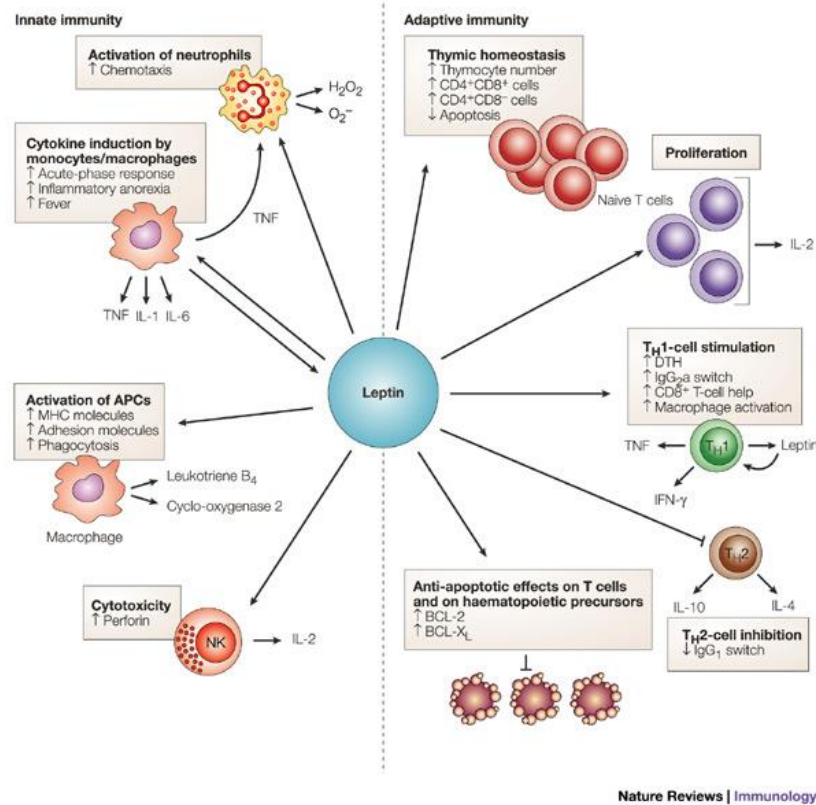 Innate immunity
Activation of neutrophils
↑ Chemotaxis
H₂O₂
O₂⁻
Cytokine induction by
monocytes/macrophages
↑ Acute-phase response
↑ Inflammatory anorexia
↑ Fever
TNF
TNF IL-1 IL-6
Activation of APCs
↑ MHC molecules
↑ Adhesion molecules
↑ Phagocytosis
Leukotriene B₄
Cyclo-oxygenase 2
Macrophage
Cytotoxicity
↑ Perforin
NK
IL-2
Leptin
Adaptive immunity
Thymic homeostasis
↑ Thymocyte number
↑ CD4⁺CD8⁺ cells
↑ CD4⁺CD8⁻ cells
↓ Apoptosis
Naive T cells
Proliferation
IL-2
T_H1-cell stimulation
↑ DTH
↑ IgG₂a switch
↑ CD8⁺ T-cell help
↑ Macrophage activation
TNF
T_H1
Leptin
IFN-γ
T_H2
IL-10
IL-4
T_H2-cell inhibition
↓ IgG₁ switch
Anti-apoptotic effects on T cells
and on haematopoietic precursors
↑ BCL-2
↑ BCL-X_L
Nature Reviews | Immunology